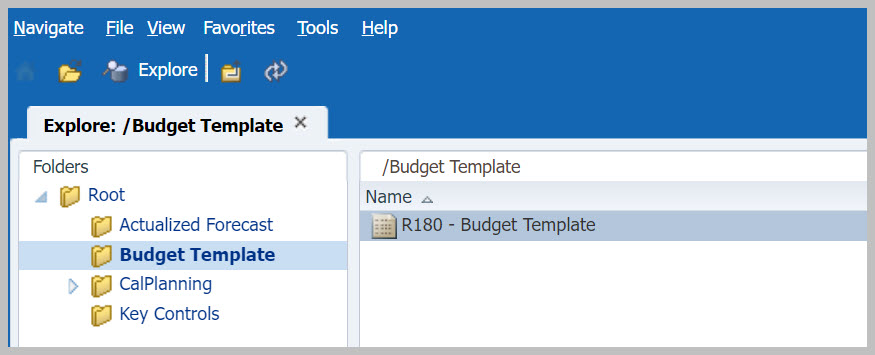 Navigate File View Favorites Tools Help
Explore
Explore: /Budget Template
Folders
Root
Actualized Forecast
Budget Template
CalPlanning
Key Controls
/Budget Template
Name
R180 - Budget Template